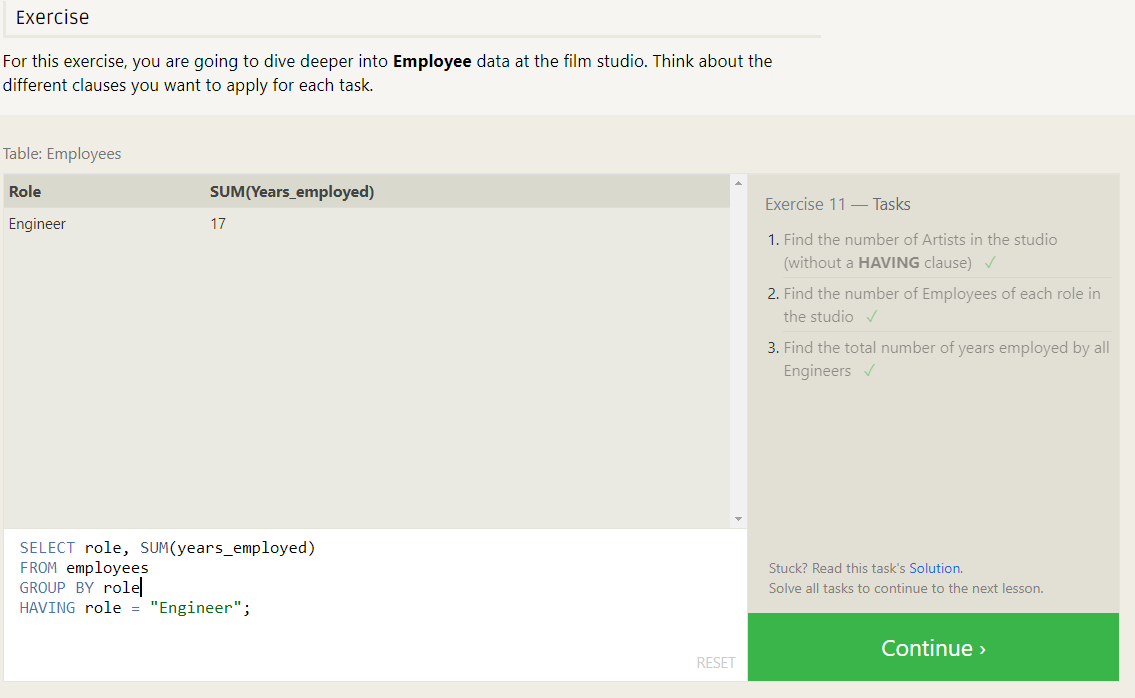 Exercise
For this exercise, you are going to dive deeper into Employee data at the film studio. Think about the
different clauses you want to apply for each task.
Table: Employees
Role SUM(Years_employed)
Engineer 17
SELECT role, SUM(years_employed)
FROM employees
GROUP BY role
HAVING role = "Engineer";
RESET
Exercise 11 — Tasks
1. Find the number of Artists in the studio
(without a HAVING clause) ✓
2. Find the number of Employees of each role in
the studio ✓
3. Find the total number of years employed by all
Engineers ✓
Stuck? Read this task's Solution.
Solve all tasks to continue to the next lesson.
Continue ›